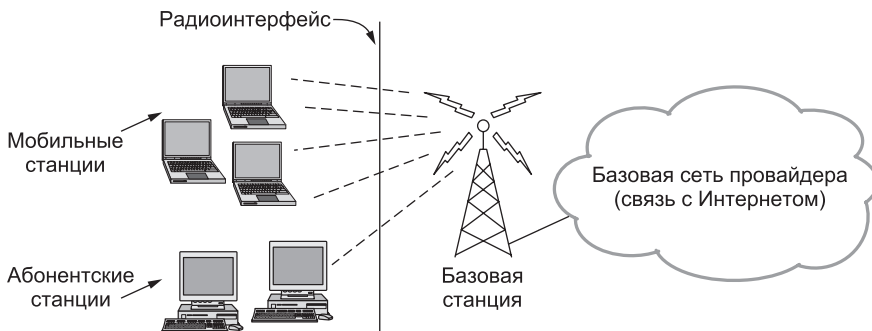 Радиоинтерфейс
Мобильные
станции
Базовая сеть провайдера
(связь с Интернетом)
Абонентские
станции
Базовая
станция